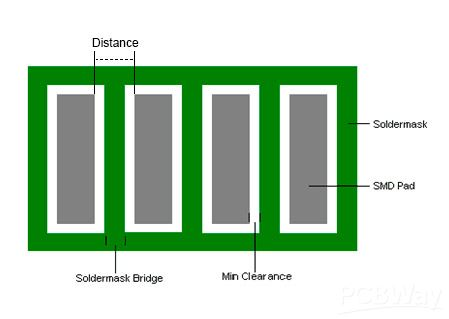 Distance
Soldermask
SMD Pad
Soldermask Bridge
Min Clearance
PCBWay